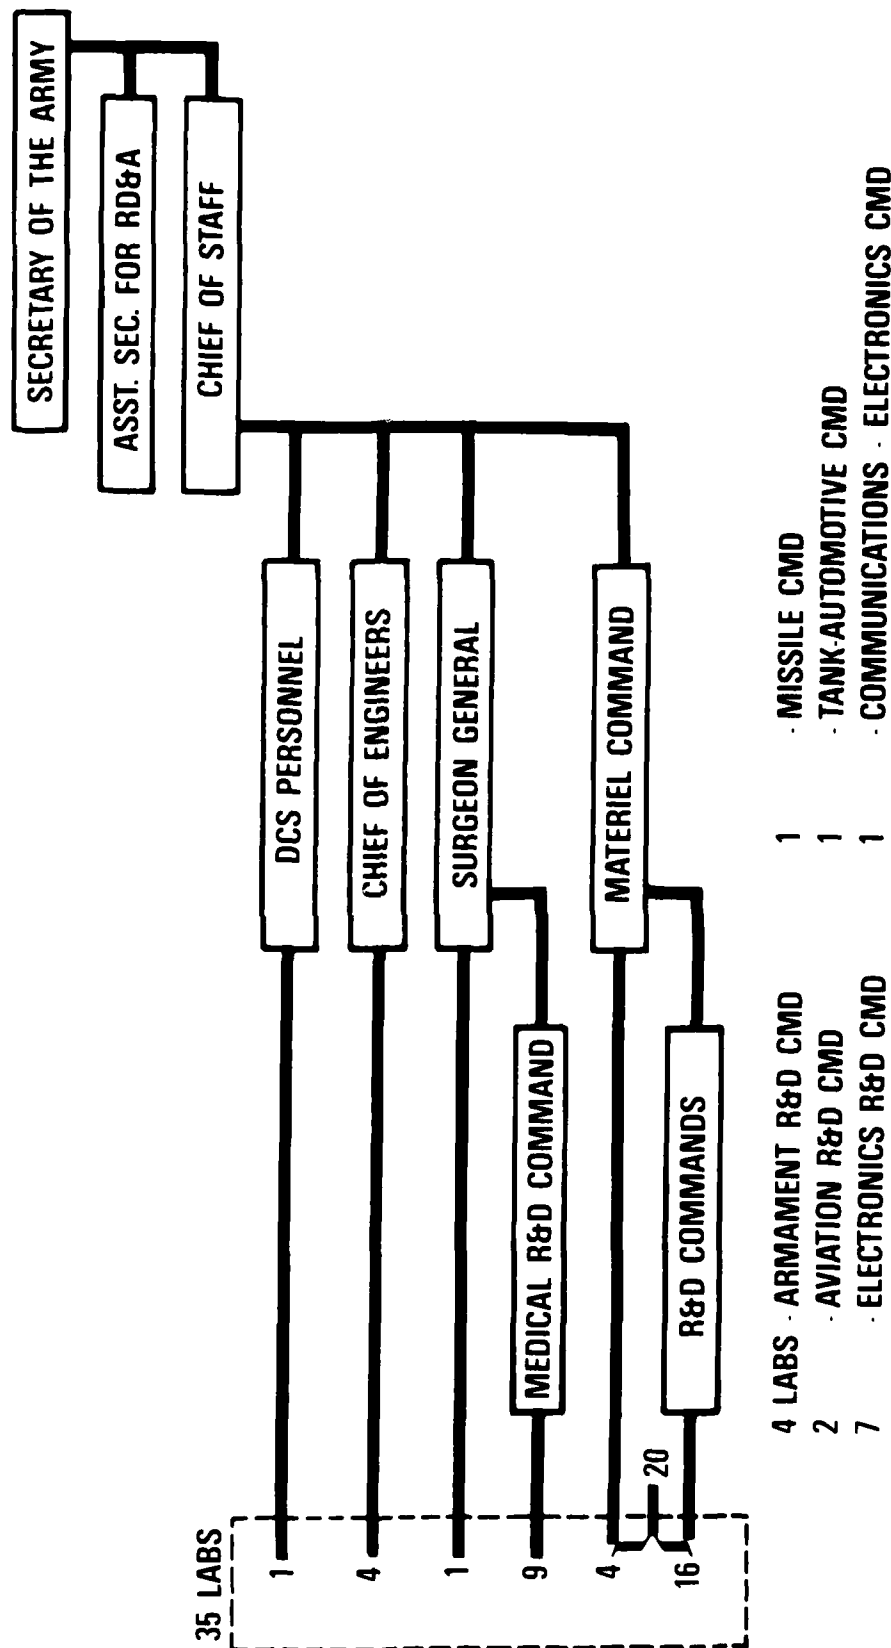 SECRETARY OF THE ARMY
ASST. SEC. FOR RD&A
CHIEF OF STAFF
35 LABS
1
DCS PERSONNEL
4
CHIEF OF ENGINEERS
1
SURGEON GENERAL
9
MEDICAL R&D COMMAND
4
MATERIEL COMMAND
20
16
R&D COMMANDS
4 LABS · ARMAMENT R&D CMD
2 · AVIATION R&D CMD
7 · ELECTRONICS R&D CMD
1 · MISSILE CMD
1 · TANK-AUTOMOTIVE CMD
1 · COMMUNICATIONS · ELECTRONICS CMD